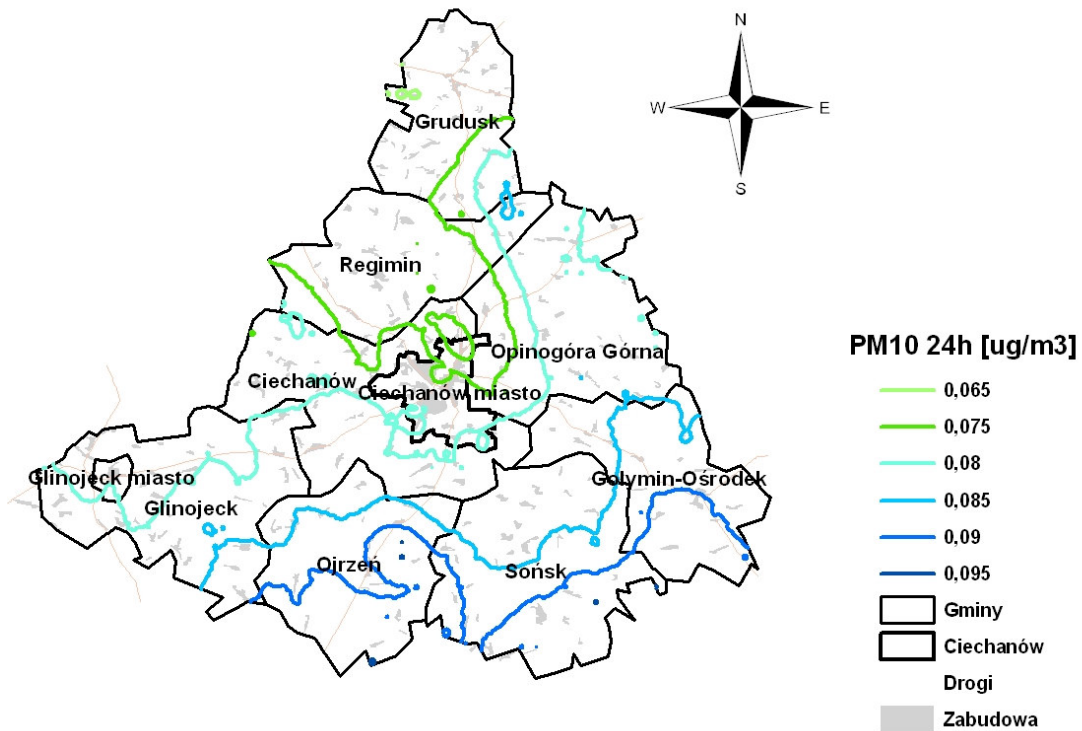 N
W
E
S
Grudusk
Regimin
Opinogóra Górna
Ciechanów
Ciechanów miasto
Glinojeck miasto
Gołymin-Ośrodek
Glinojeck
Ojrzeń
Sońsk
PM10 24h [ug/m3]
0,065
0,075
0,08
0,085
0,09
0,095
Gminy
Ciechanów
Drogi
Zabudowa